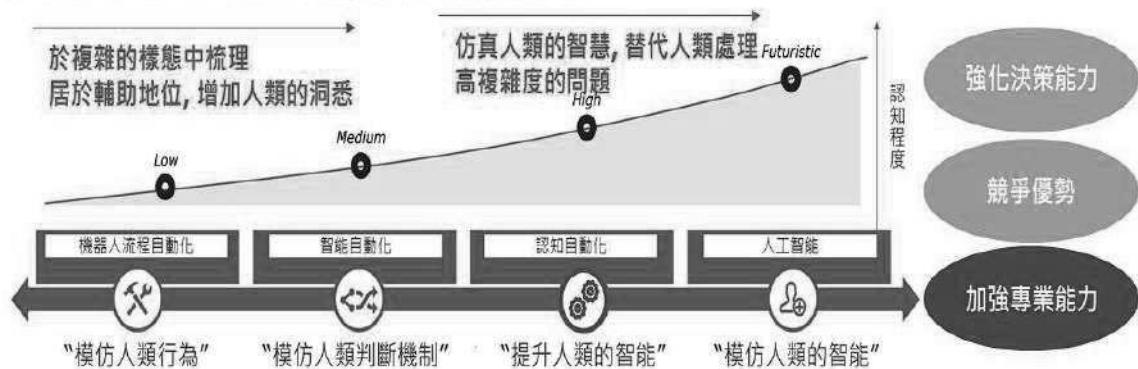 於複雜的樣態中梳理
居於輔助地位, 增加人類的洞悉
仿真人類的智慧, 替代人類處理
高複雜度的問題
Low
Medium
High
Futuristic
認知程度
機器人流程自動化
智能自動化
認知自動化
人工智能
“模仿人類行為”
“模仿人類判斷機制”
“提升人類的智能”
“模仿人類的智能”
強化決策能力
競爭優勢
加強專業能力